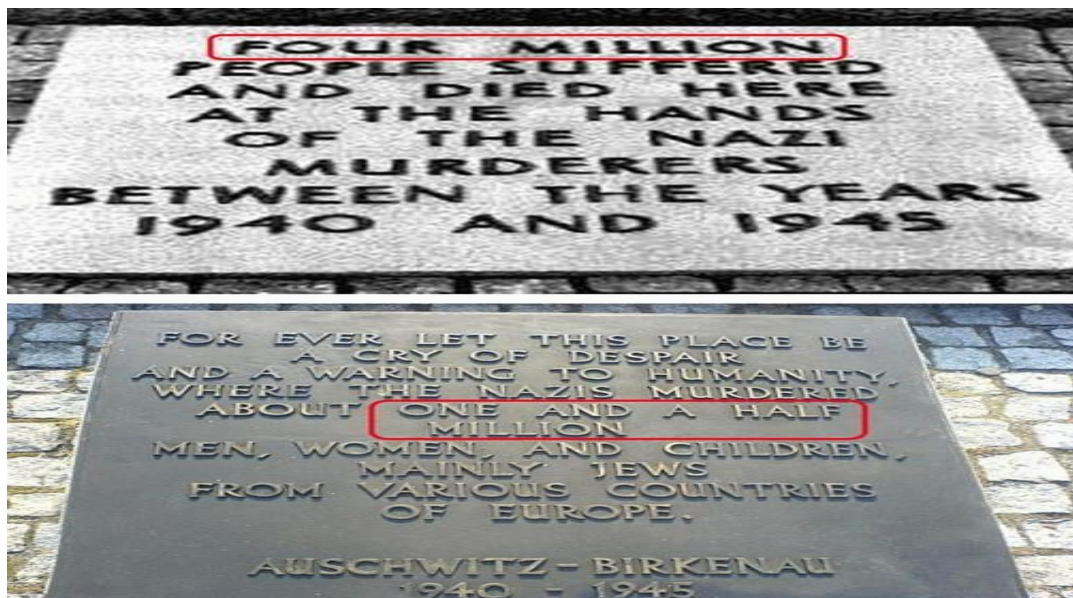 FOUR MILLION
PEOPLE SUFFERED
AND DIED HERE
AT THE HANDS
OF THE NAZI
MURDERERS
BETWEEN THE YEARS
1940 AND 1945
FOR EVER LET THIS PLACE BE
A CRY OF DESPAIR
AND A WARNING TO HUMANITY,
WHERE THE NAZIS MURDERED
ABOUT ONE AND A HALF
MILLION
MEN, WOMEN, AND CHILDREN,
MAINLY JEWS
FROM VARIOUS COUNTRIES
OF EUROPE.
AUSCHWITZ-BIRKENAU
1940 - 1945